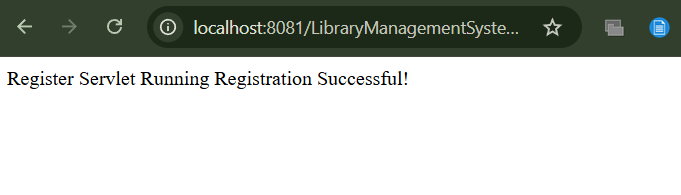 localhost:8081/LibraryManagementSyste...
Register Servlet Running Registration Successful!